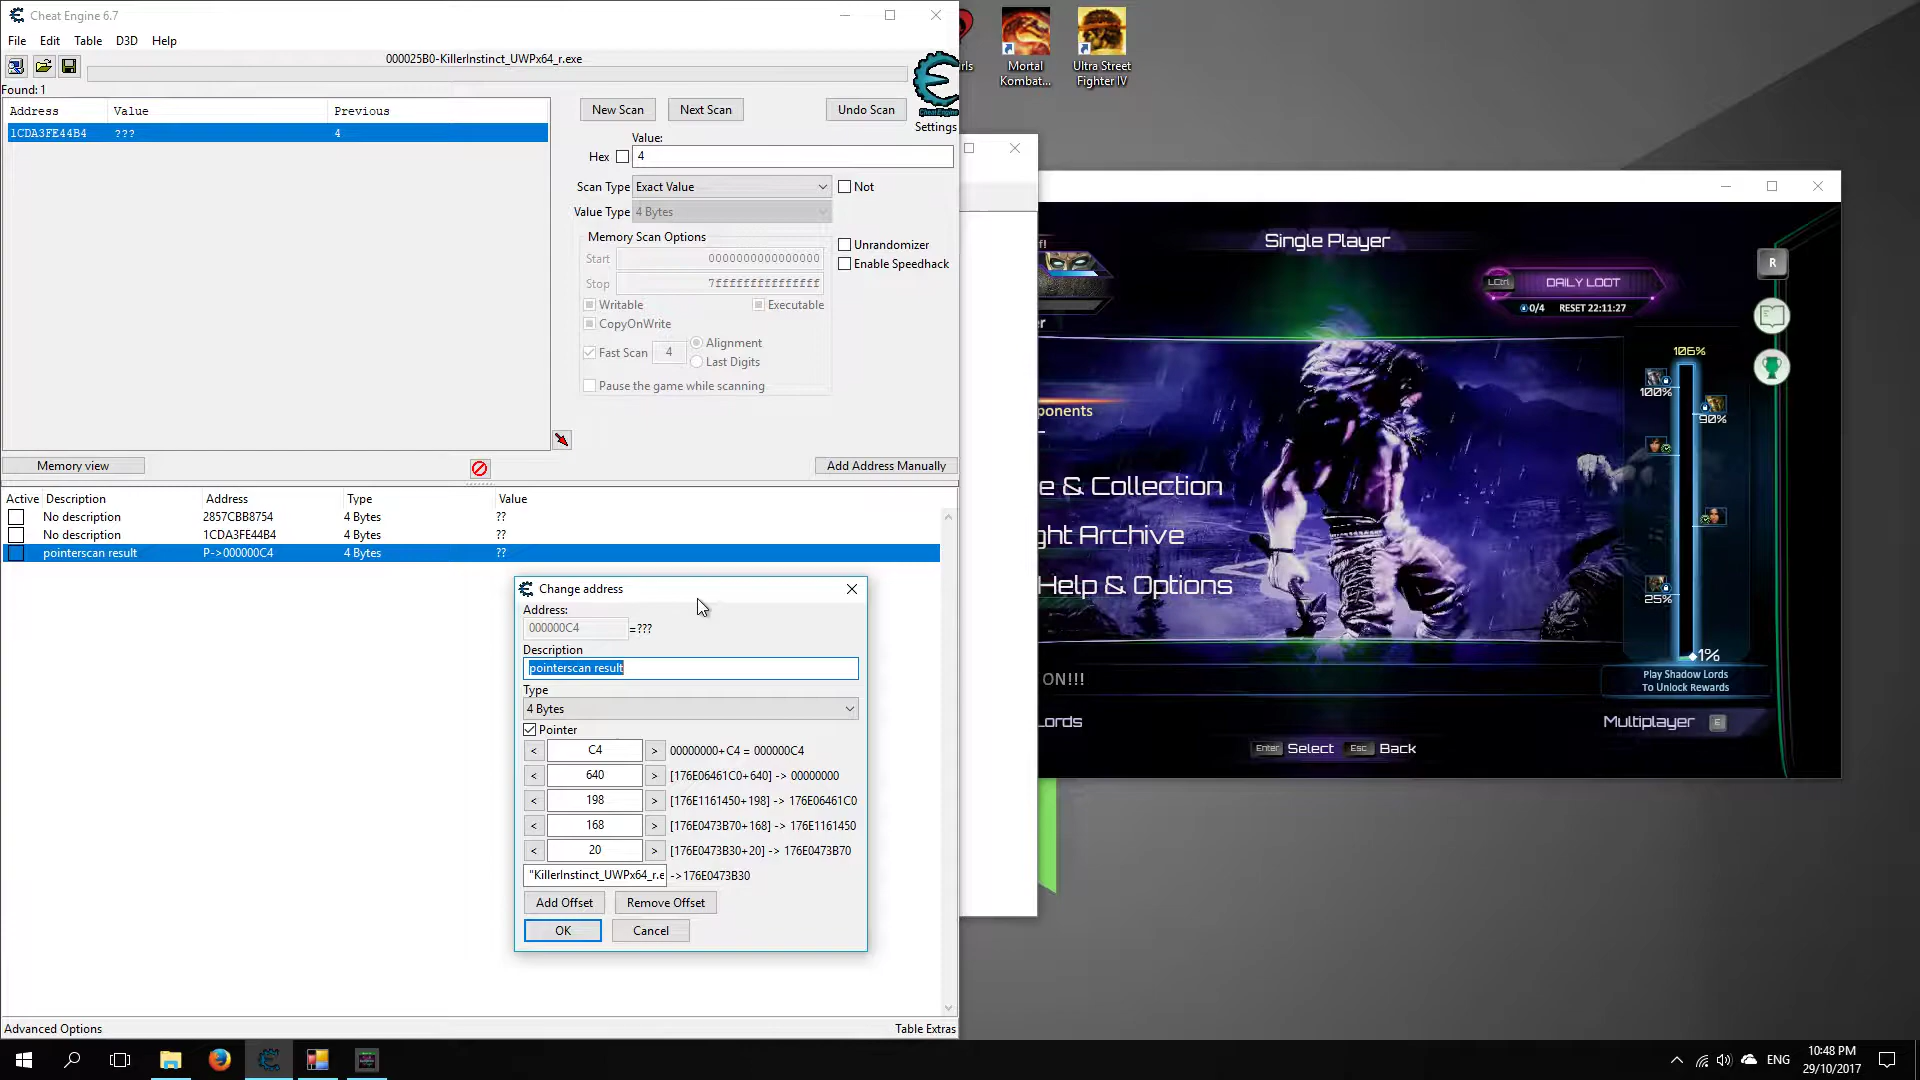 Cheat Engine 6.7
File Edit Table D3D Help
000025B0-KillerInstinct_UWPx64_r.exe
Found: 1
Address Value Previous
1CDA3FE44B4 ??? 4
New Scan Next Scan Undo Scan
Cheat Engine
Settings
Value:
Hex 4
Scan Type Exact Value Not
Value Type 4 Bytes
Memory Scan Options
Start 0000000000000000
Stop 7fffffffffffffff
Writable Executable
CopyOnWrite
Fast Scan 4 Alignment
Last Digits
Pause the game while scanning
Unrandomizer
Enable Speedhack
Memory view Add Address Manually
Active Description Address Type Value
No description 2857CBB8754 4 Bytes ??
No description 1CDA3FE44B4 4 Bytes ??
pointerscan result P->000000C4 4 Bytes ??
Change address
Address:
000000C4 =???
Description
pointerscan result
Type
4 Bytes
Pointer
< C4 > 00000000+C4 = 000000C4
< 640 > [176E06461C0+640] -> 00000000
< 198 > [176E1161450+198] -> 176E06461C0
< 168 > [176E0473B70+168] -> 176E1161450
< 20 > [176E0473B30+20] -> 176E0473B70
"KillerInstinct_UWPx64_r.e ->176E0473B30
Add Offset Remove Offset
OK Cancel
Advanced Options Table Extras
rls
Mortal
Kombat...
Ultra Street
Fighter IV
f!
er
Single Player
LCtrl DAILY LOOT
0/4 RESET 22:11:27
R
106%
100%
90%
25%
1%
Play Shadow Lords
To Unlock Rewards
ponents
e & Collection
ght Archive
Help & Options
ON!!!
Lords
Multiplayer E
Enter Select Esc Back
ENG
10:48 PM
29/10/2017